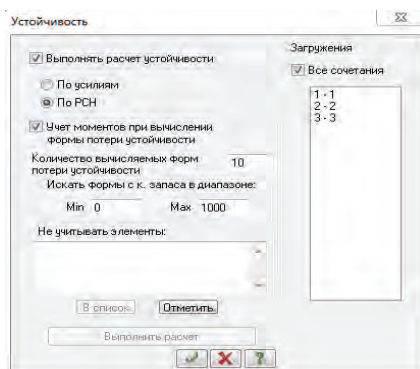 Устойчивость
Выполнять расчет устойчивости
По усилиям
По РСН
Учет моментов при вычислении
формы потери устойчивости
Количество вычисляемых форм
потери устойчивости
10
Искать формы с к. запаса в диапазоне:
Min 0
Max 1000
Не учитывать элементы:
В список
Отметить
Выполнять расчет
Загружения
Все сочетания
1 - 1
2 - 2
3 - 3